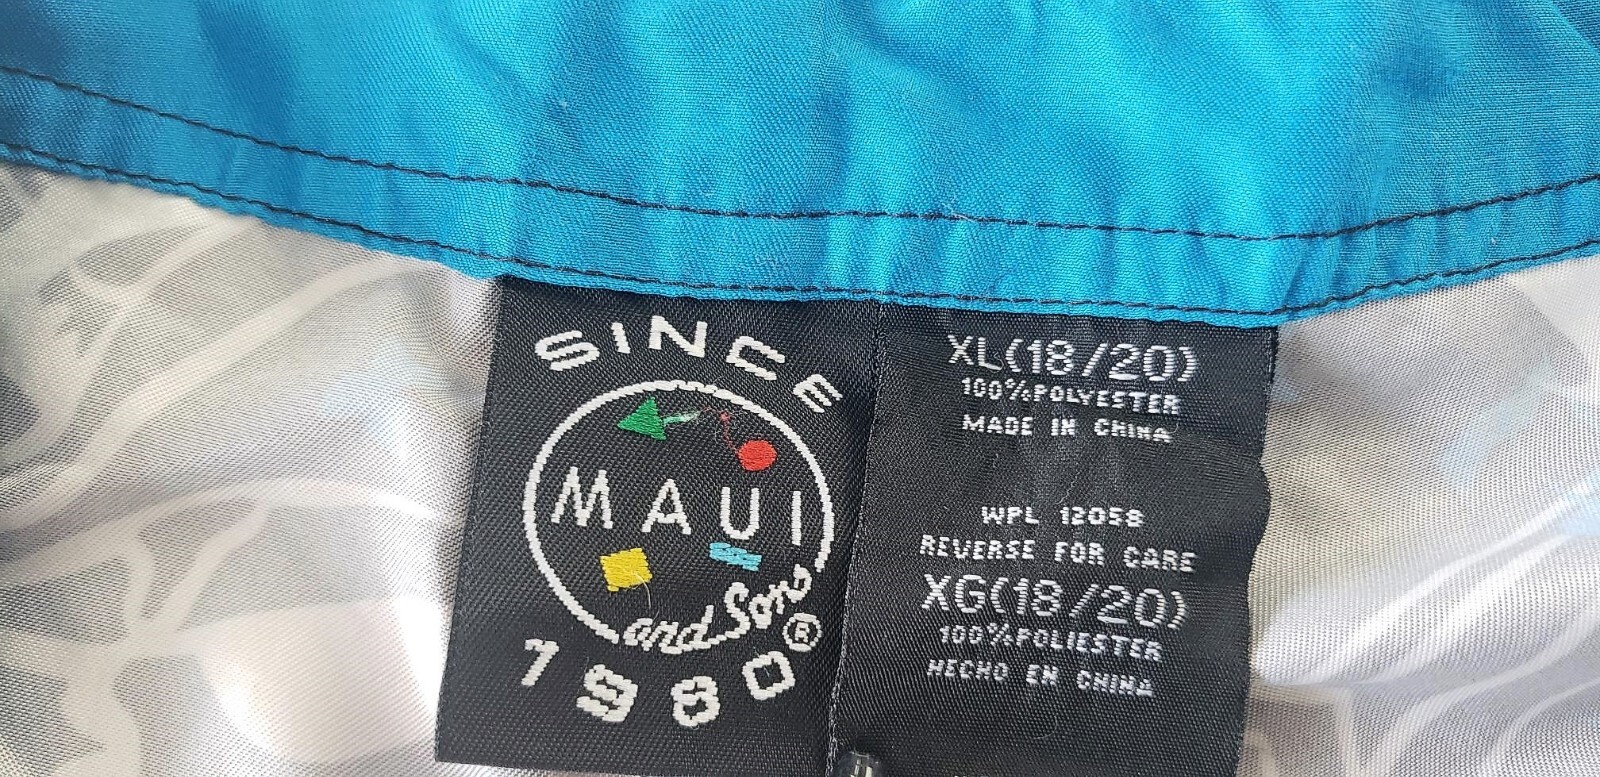 SINCE
MAUI
and Sons
®
1980
XL(18/20)
100%POLYESTER
MADE IN CHINA
WPL 12058
REVERSE FOR CARE
XG(18/20)
100%POLIESTER
HECHO EN CHINA